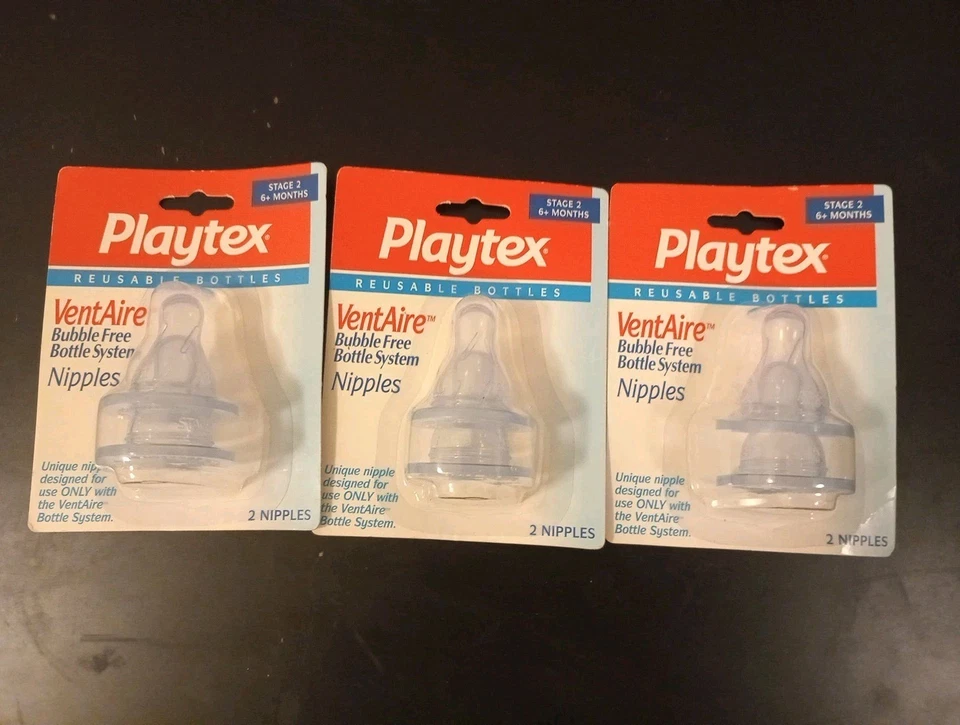 STAGE 2
6+ MONTHS
Playtex
REUSABLE BOTTLES
VentAire
Bubble Free
Bottle System
Nipples
Unique nipple
designed for
use ONLY with
the VentAire™
Bottle System.
2 NIPPLES
STAGE 2
6+ MONTHS
Playtex®
REUSABLE BOTTLES
VentAire™
Bubble Free
Bottle System
Nipples
Unique nipple
designed for
use ONLY with
the VentAire™
Bottle System.
2 NIPPLES
STAGE 2
6+ MONTHS
Playtex®
REUSABLE BOTTLES
VentAire™
Bubble Free
Bottle System
Nipples
Unique nipple
designed for
use ONLY with
the VentAire™
Bottle System.
2 NIPPLES